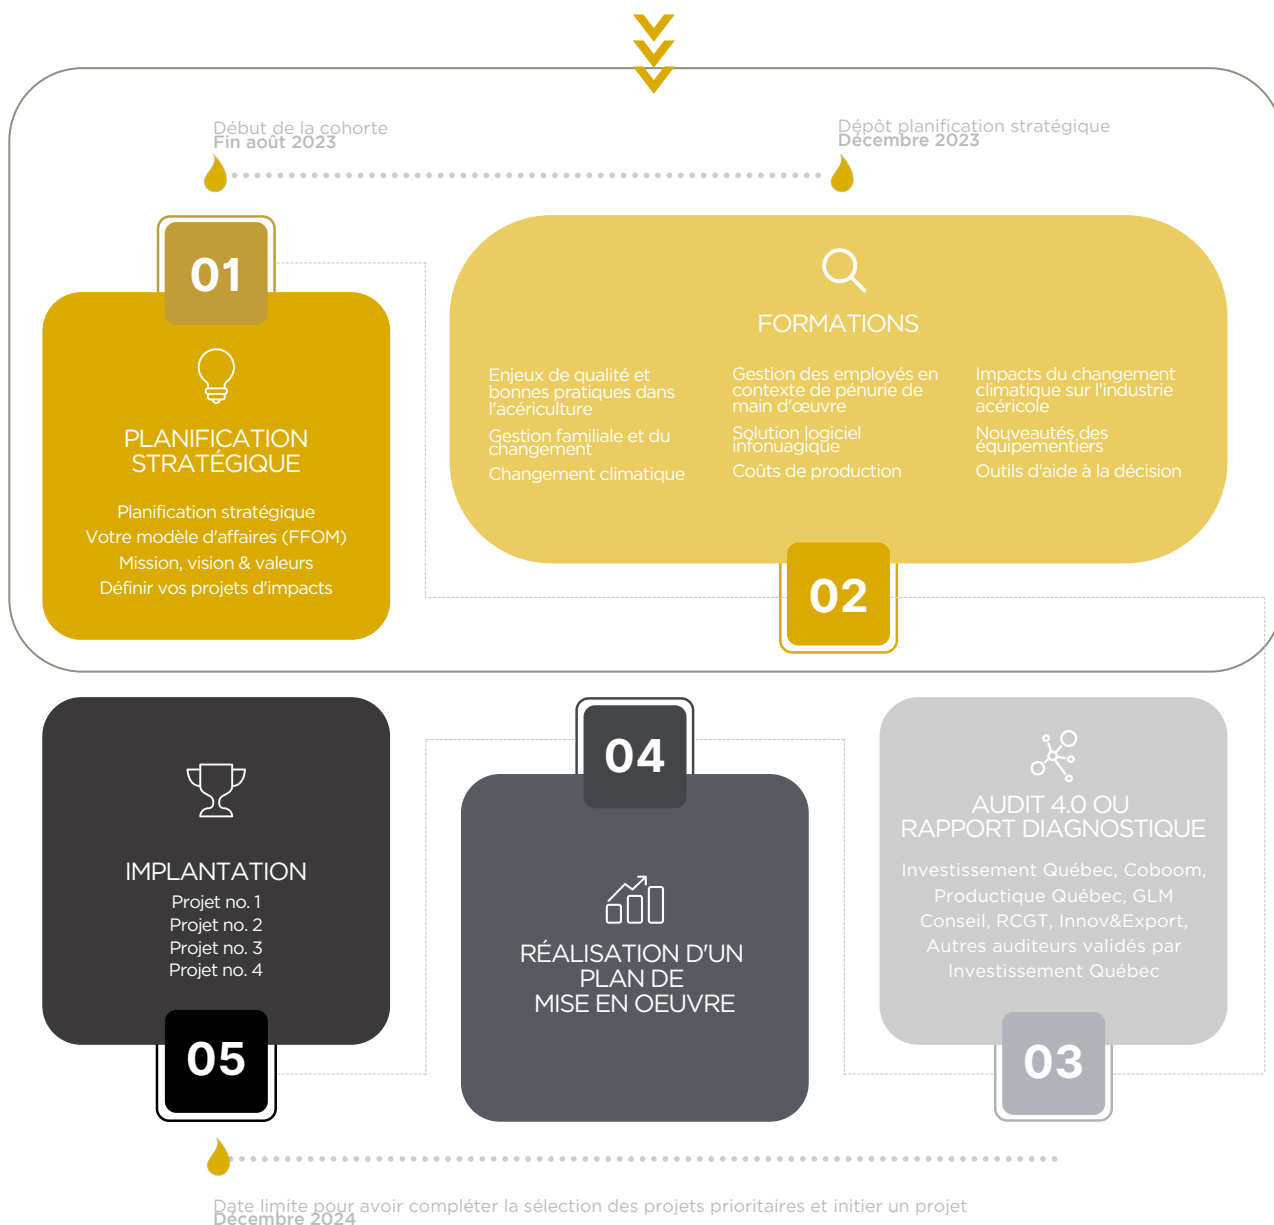 Début de la cohorte
Fin août 2023
Dépôt planification stratégique
Décembre 2023
01
PLANIFICATION
STRATÉGIQUE
Planification stratégique
Votre modèle d'affaires (FFOM)
Mission, vision & valeurs
Définir vos projets d'impacts
FORMATIONS
Enjeux de qualité et
bonnes pratiques dans
l'acériculture
Gestion familiale et du
changement
Changement climatique
Gestion des employés en
contexte de pénurie de
main d'œuvre
Solution logiciel
infonuagique
Coûts de production
Impacts du changement
climatique sur l'industrie
acéricole
Nouveautés des
équipementiers
Outils d'aide à la décision
02
AUDIT 4.0 OU
RAPPORT DIAGNOSTIQUE
Investissement Québec, Coboom,
Productique Québec, GLM
Conseil, RCGT, Innov&Export,
Autres auditeurs validés par
Investissement Québec
03
04
RÉALISATION D'UN
PLAN DE
MISE EN OEUVRE
IMPLANTATION
Projet no. 1
Projet no. 2
Projet no. 3
Projet no. 4
05
Date limite pour avoir compléter la sélection des projets prioritaires et initier un projet
Décembre 2024